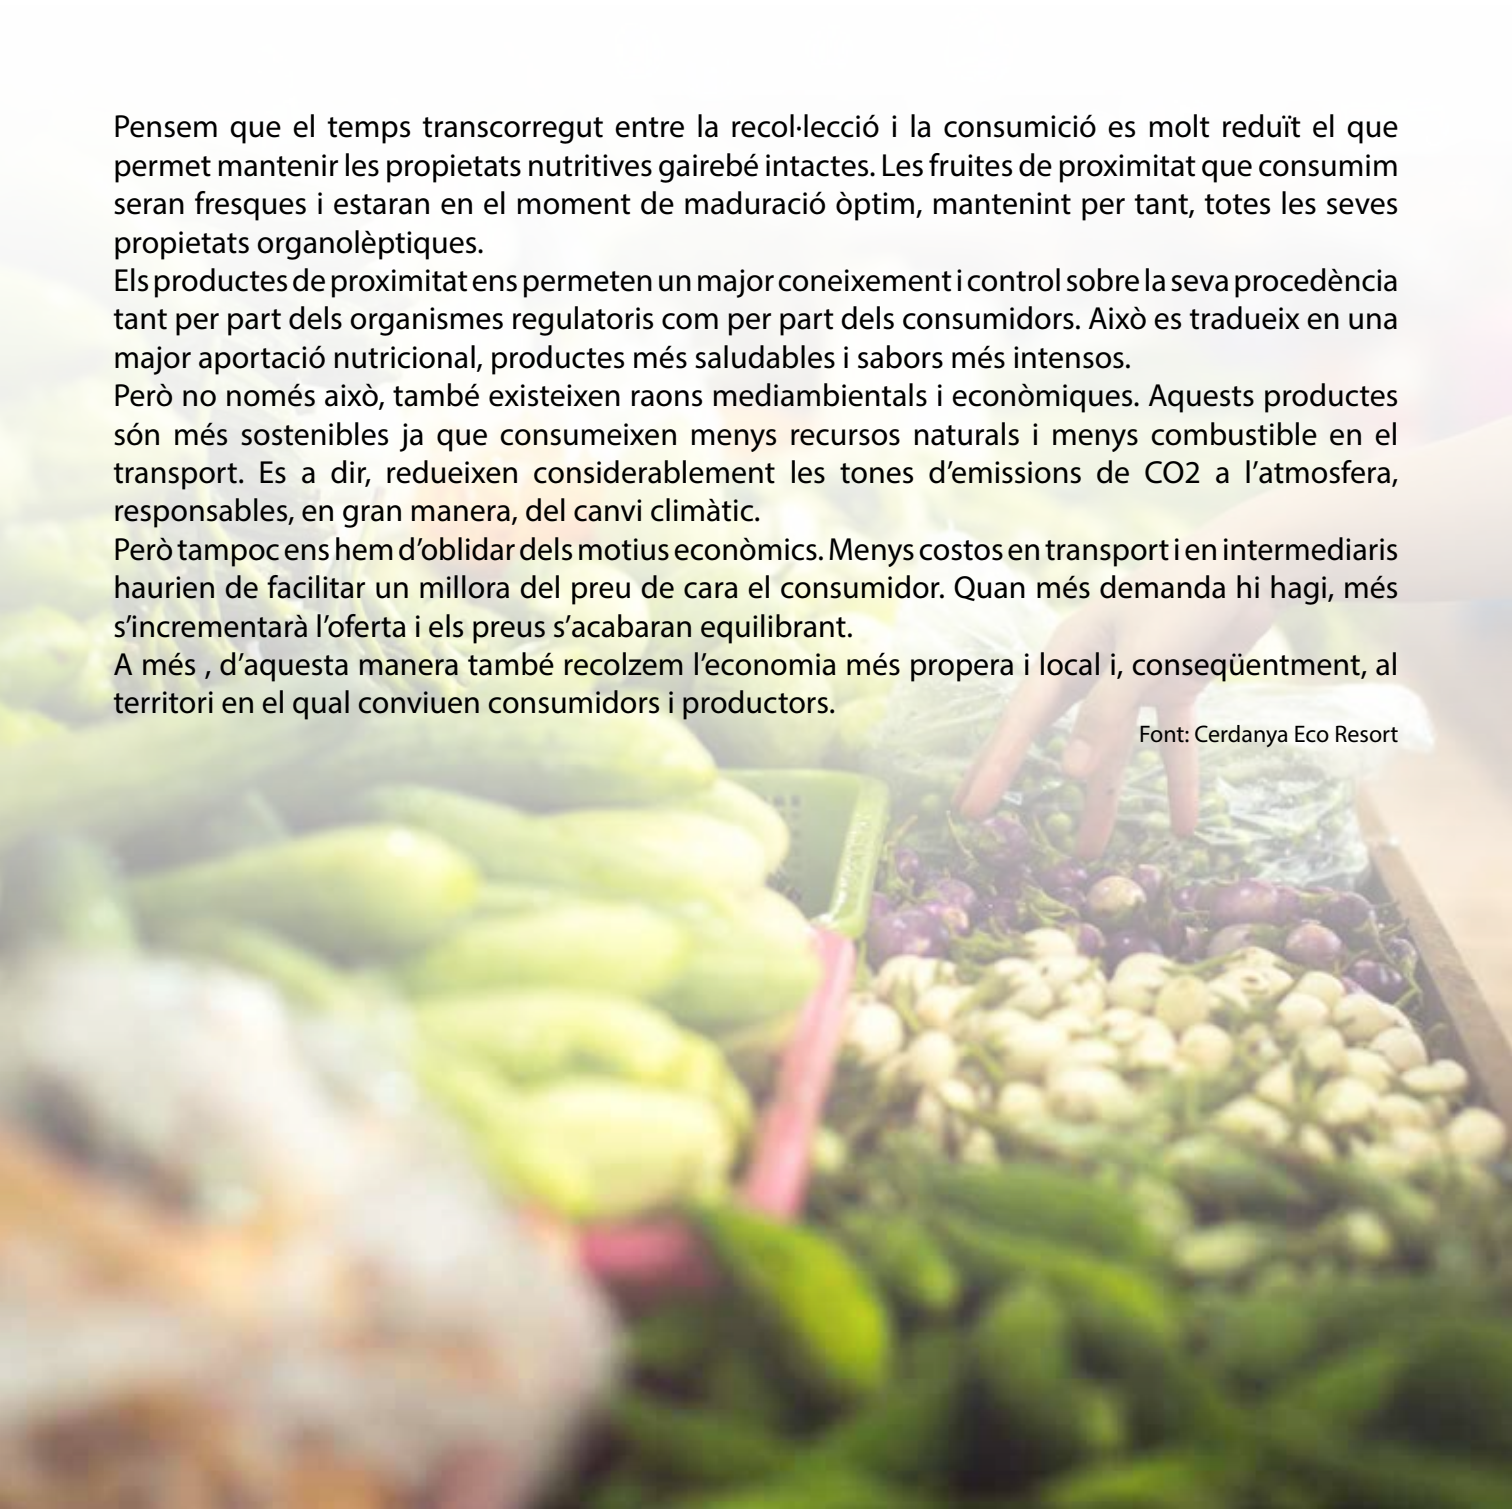 Pensem que el temps transcorregut entre la recol·lecció i la consumició es molt reduït el que
permet mantenir les propietats nutritives gairebé intactes. Les fruites de proximitat que consumim
seran fresques i estaran en el moment de maduració òptim, mantenint per tant, totes les seves
propietats organolèptiques.
Els productes de proximitat ens permeten un major coneixement i control sobre la seva procedència
tant per part dels organismes regulatoris com per part dels consumidors. Això es tradueix en una
major aportació nutricional, productes més saludables i sabors més intensos.
Però no només això, també existeixen raons mediambientals i econòmiques. Aquests productes
són més sostenibles ja que consumeixen menys recursos naturals i menys combustible en el
transport. Es a dir, redueixen considerablement les tones d’emissions de CO2 a l’atmosfera,
responsables, en gran manera, del canvi climàtic.
Però tampoc ens hem d’oblidar dels motius econòmics. Menys costos en transport i en intermediaris
haurien de facilitar un millora del preu de cara el consumidor. Quan més demanda hi hagi, més
s’incrementarà l’oferta i els preus s’acabaran equilibrant.
A més , d’aquesta manera també recolzem l’economia més propera i local i, conseqüentment, al
territori en el qual conviuen consumidors i productors.
Font: Cerdanya Eco Resort